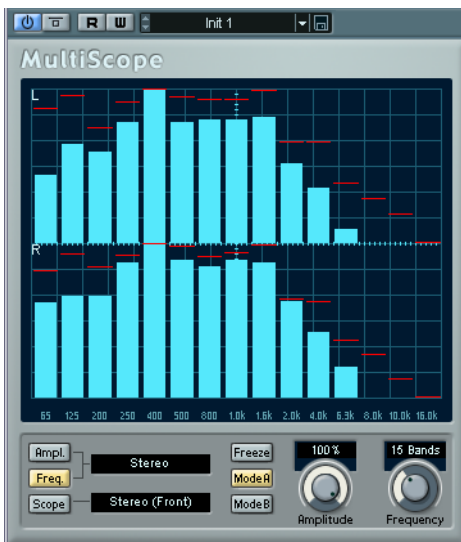 R W Init 1
MultiScope
L
R
65 125 200 250 400 500 800 1.0k 1.6k 2.0k 4.0k 6.3k 8.0k 10.0k 16.0k
Ampl. Freeze 100% 15 Bands
Stereo
Freq. Mode A
Scope Stereo (Front) Mode B
Amplitude Frequency